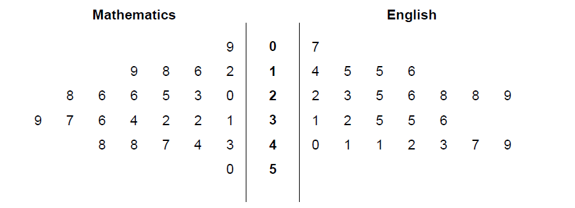 Mathematics English
9 0 7
9 8 6 2 1 4 5 5 6
8 6 6 5 3 0 2 2 3 5 6 8 8 9
9 7 6 4 2 2 1 3 1 2 5 5 6
8 8 7 4 3 4 0 1 1 2 3 7 9
0 5